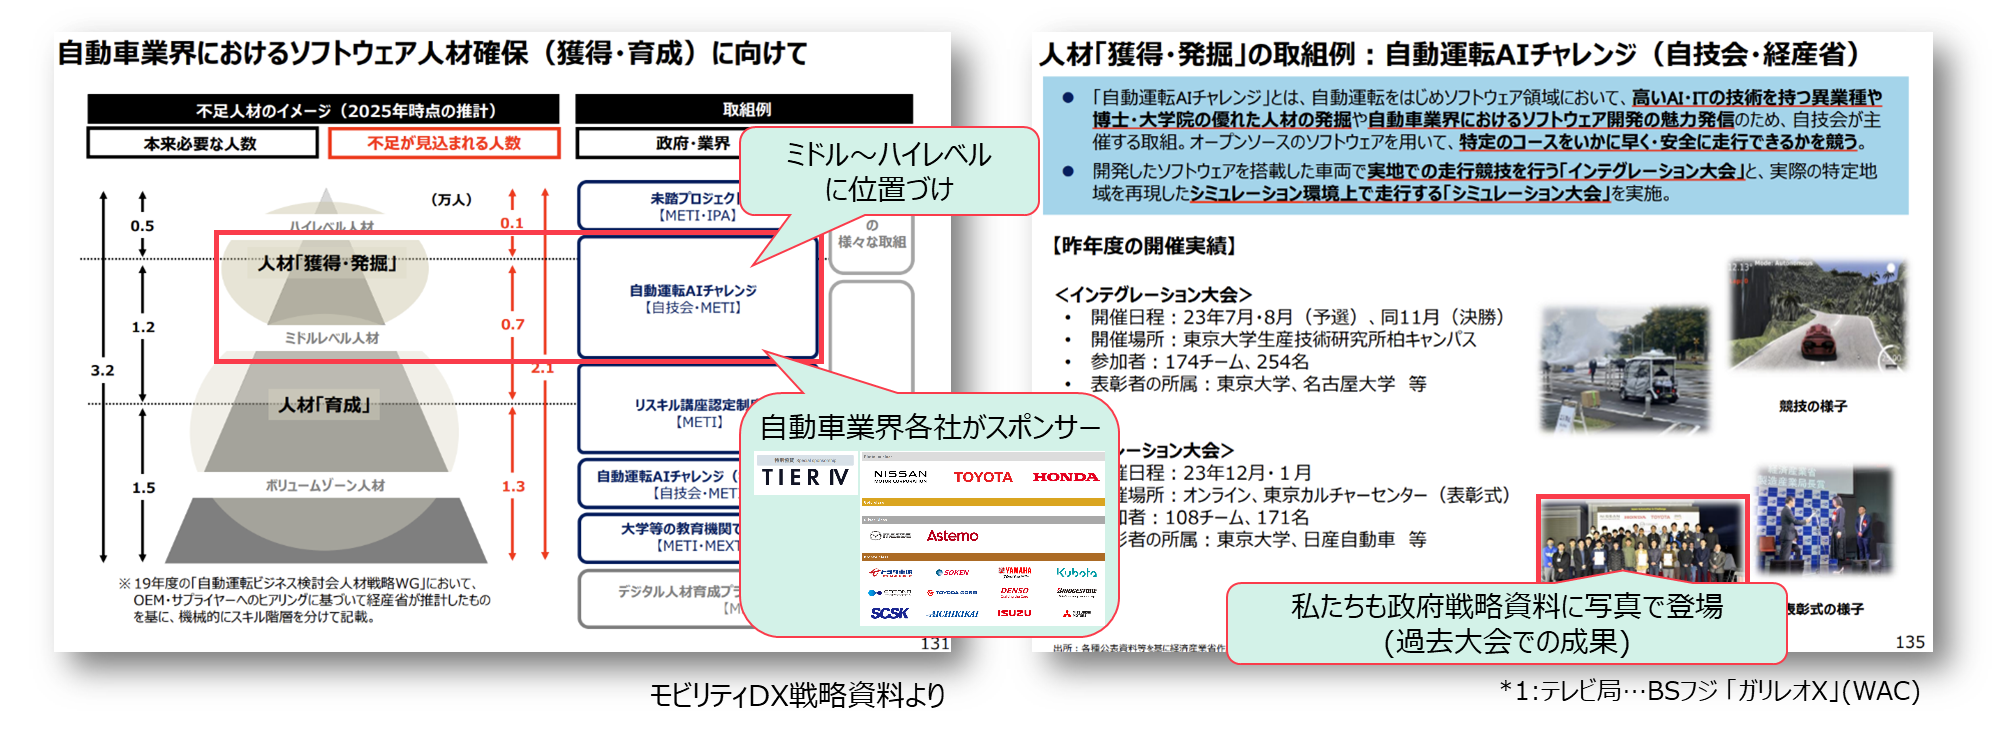 自動車業界におけるソフトウェア人材確保（獲得・育成）に向けて
不足人材のイメージ（2025年時点の推計）
取組例
本来必要な人数
不足が見込まれる人数
政府・業界
（万人）
3.2
0.5
1.2
1.5
0.1
0.7
1.3
2.1
ハイレベル人材
人材「獲得・発掘」
ミドルレベル人材
人材「育成」
ボリュームゾーン人材
未踏プロジェクト
【METI・IPA】
自動運転AIチャレンジ
【自技会・METI】
リスキル講座認定制度
【METI】
自動運転AIチャレンジ（
【自技会・MET
大学等の教育機関で
【METI・MEXT
デジタル人材育成プラ
【M
の
様々な取組
※19年度の「自動運転ビジネス検討会人材戦略WG」において、
OEM・サプライヤーへのヒアリングに基づいて経産省が推計したもの
を基に、機械的にスキル階層を分けて記載。
131
ミドル～ハイレベル
に位置づけ
自動車業界各社がスポンサー
TIER IV
NISSAN
MOTOR CORPORATION
TOYOTA
HONDA
Astemo
トヨタ車体
SOKEN
YAMAHA
Kubota
DENSO
BRIDGESTONE
SCSK
AICHIKIKAI
ISUZU
モビリティDX戦略資料より
人材「獲得・発掘」の取組例：自動運転AIチャレンジ（自技会・経産省）
● 「自動運転AIチャレンジ」とは、自動運転をはじめソフトウェア領域において、高いAI・ITの技術を持つ異業種や
博士・大学院の優れた人材の発掘や自動車業界におけるソフトウェア開発の魅力発信のため、自技会が主
催する取組。オープンソースのソフトウェアを用いて、特定のコースをいかに早く・安全に走行できるかを競う。
● 開発したソフトウェアを搭載した車両で実地での走行競技を行う「インテグレーション大会」と、実際の特定地
域を再現したシミュレーション環境上で走行する「シミュレーション大会」を実施。
【昨年度の開催実績】
＜インテグレーション大会＞
• 開催日程：23年7月・8月（予選）、同11月（決勝）
• 開催場所：東京大学生産技術研究所柏キャンパス
• 参加者：174チーム、254名
• 表彰者の所属：東京大学、名古屋大学 等
ーション大会＞
催日程：23年12月・１月
催場所：オンライン、東京カルチャーセンター（表彰式）
加者：108チーム、171名
彰者の所属：東京大学、日産自動車 等
競技の様子
表彰式の様子
私たちも政府戦略資料に写真で登場
(過去大会での成果)
出所：各種公表資料等を基に経済産業省作
135
*1:テレビ局…BSフジ「ガリレオX」(WAC)